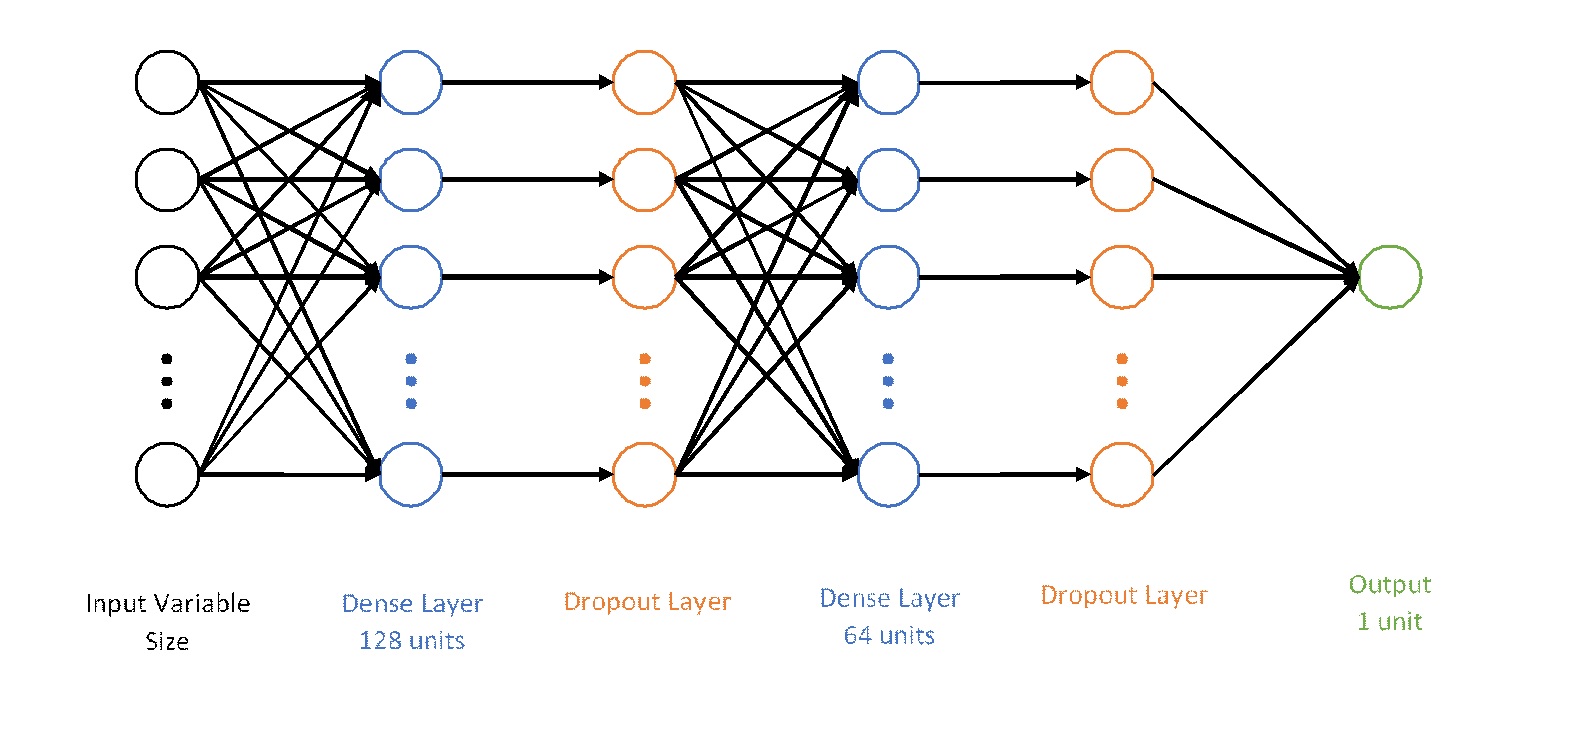 Input Variable
Size
Dense Layer
128 units
Dropout Layer
Dense Layer
64 units
Dropout Layer
Output
1 unit